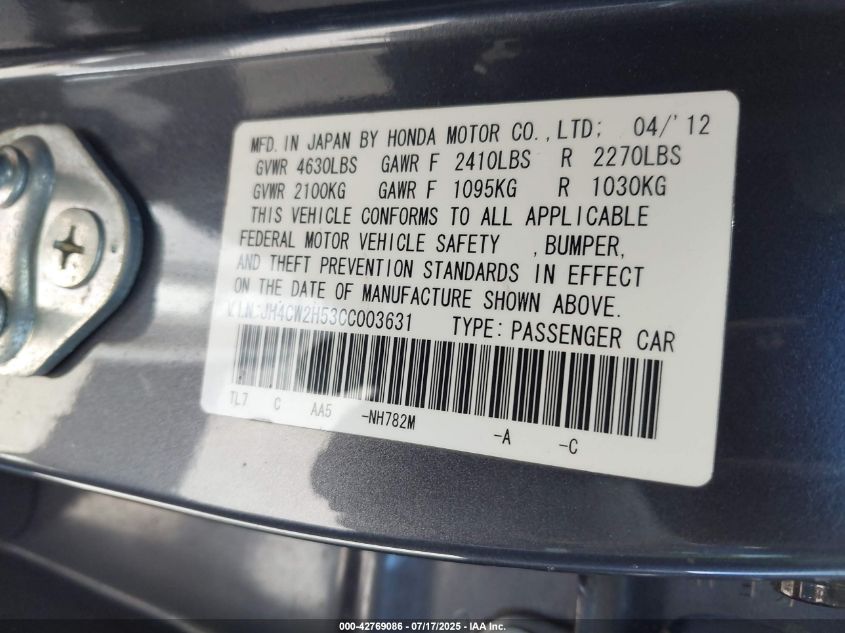 MFD. IN JAPAN BY HONDA MOTOR CO., LTD; 04/'12
GVWR 4630LBS GAWR F 2410LBS R 2270LBS
GVWR 2100KG GAWR F 1095KG R 1030KG
THIS VEHICLE CONFORMS TO ALL APPLICABLE
FEDERAL MOTOR VEHICLE SAFETY , BUMPER,
AND THEFT PREVENTION STANDARDS IN EFFECT
ON THE DATE OF MANUFACTURE SHOWN ABOVE.
V.I.N:JH4CW2H53CC003631 TYPE: PASSENGER CAR
TL7 C AA5 -NH782M -A -C
000-42769086 - 07/17/2025 - IAA Inc.